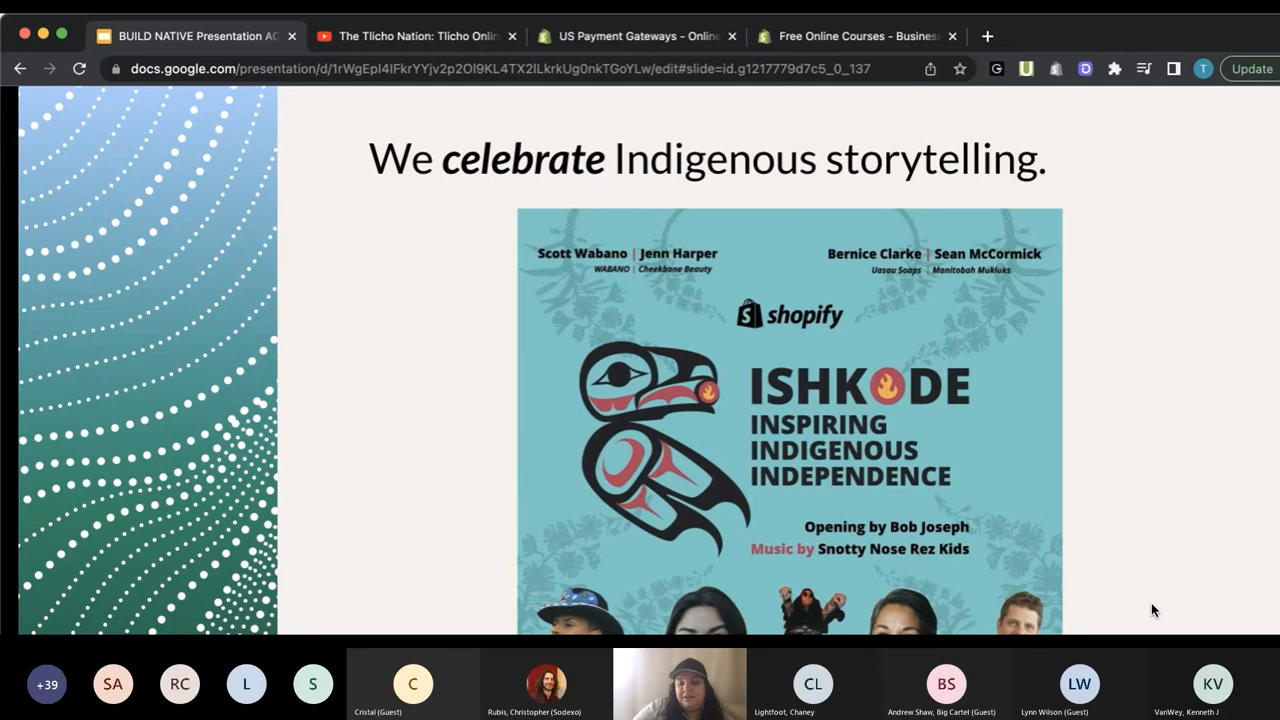 BUILD NATIVE Presentation AC
The Tlicho Nation: Tlicho Onlin
US Payment Gateways - Online
Free Online Courses - Busines
docs.google.com/presentation/d/1rWgEpI4IFkrYYjv2p2OI9KL4TX2ILkrkUg0nkTGoYLw/edit#slide=id.g1217779d7c5_0_137
G
U
T
Update
We celebrate Indigenous storytelling.
Scott Wabano | Jenn Harper
WABANO | Cheekbone Beauty
Bernice Clarke | Sean McCormick
Uasau Soaps | Manitobah Mukluks
shopify
ISHKODE
INSPIRING
INDIGENOUS
INDEPENDENCE
Opening by Bob Joseph
Music by Snotty Nose Rez Kids
+39
SA
RC
L
S
C
CL
BS
LW
KV
Cristal (Guest)
Rubis, Christopher (Sodexo)
Lightfoot, Chaney
Andrew Shaw, Big Cartel (Guest)
Lynn Wilson (Guest)
VanWey, Kenneth J